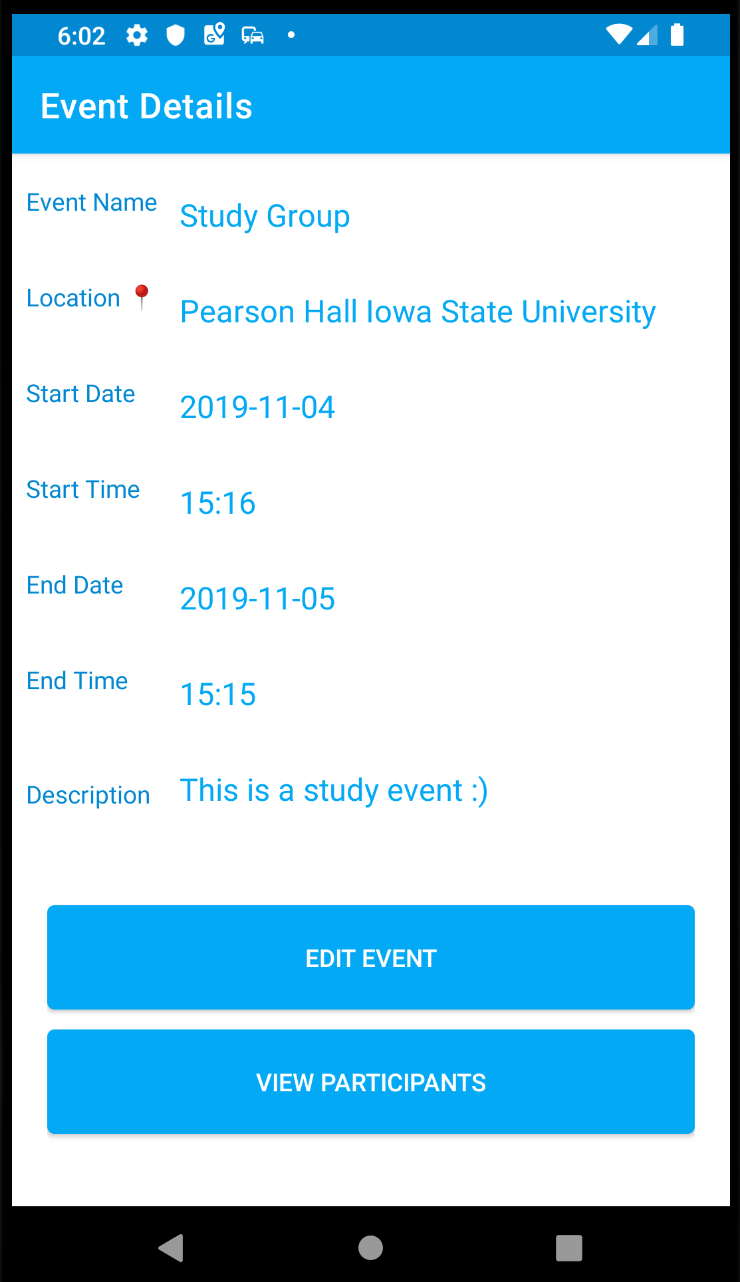 6:02
Event Details
Event Name
Study Group
Location 📍
Pearson Hall Iowa State University
Start Date
2019-11-04
Start Time
15:16
End Date
2019-11-05
End Time
15:15
Description
This is a study event :)
EDIT EVENT
VIEW PARTICIPANTS